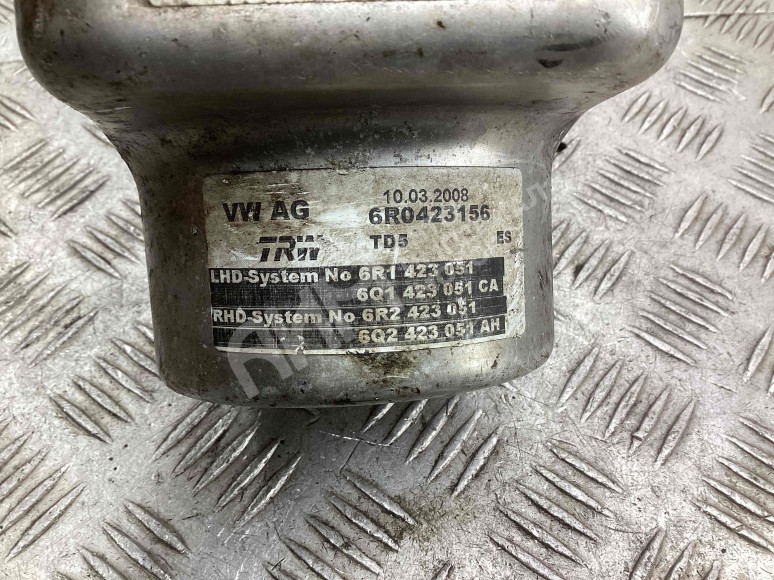 VW AG 10.03.2008
6R0423156
TRW TD5 ES
LHD-System No 6R1 423 051
6Q1 423 051 CA
RHD-System No 6R2 423 051
6Q2 423 051 AH